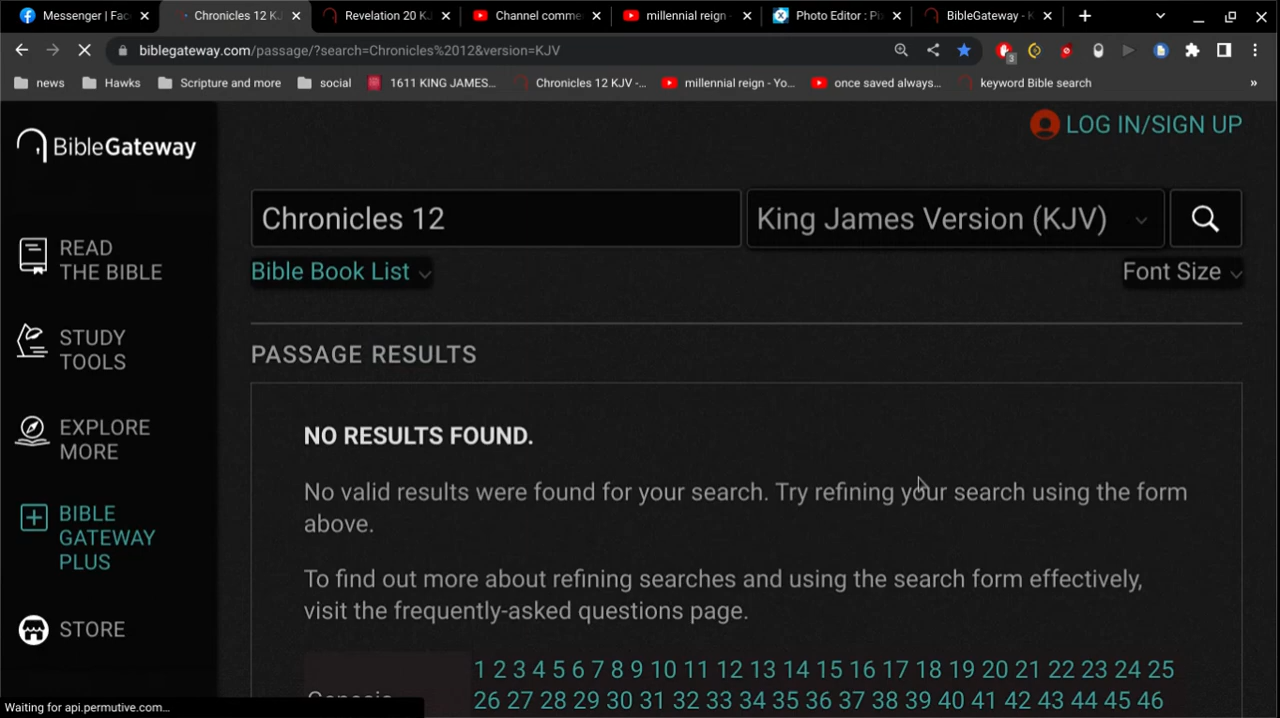 Messenger | Fac
Chronicles 12 KJ
Revelation 20 KJ
Channel comme
millennial reign -
Photo Editor : Pix
BibleGateway - K
biblegateway.com/passage/?search=Chronicles%2012&version=KJV
3
news
Hawks
Scripture and more
social
1611 KING JAMES...
Chronicles 12 KJV -...
millennial reign - Yo...
once saved always...
keyword Bible search
»
BibleGateway
LOG IN/SIGN UP
Chronicles 12
King James Version (KJV)
Bible Book List
Font Size
READ
THE BIBLE
STUDY
TOOLS
EXPLORE
MORE
BIBLE
GATEWAY
PLUS
STORE
PASSAGE RESULTS
NO RESULTS FOUND.
No valid results were found for your search. Try refining your search using the form
above.
To find out more about refining searches and using the search form effectively,
visit the frequently-asked questions page.
Genesis
1 2 3 4 5 6 7 8 9 10 11 12 13 14 15 16 17 18 19 20 21 22 23 24 25
26 27 28 29 30 31 32 33 34 35 36 37 38 39 40 41 42 43 44 45 46
Waiting for api.permutive.com...